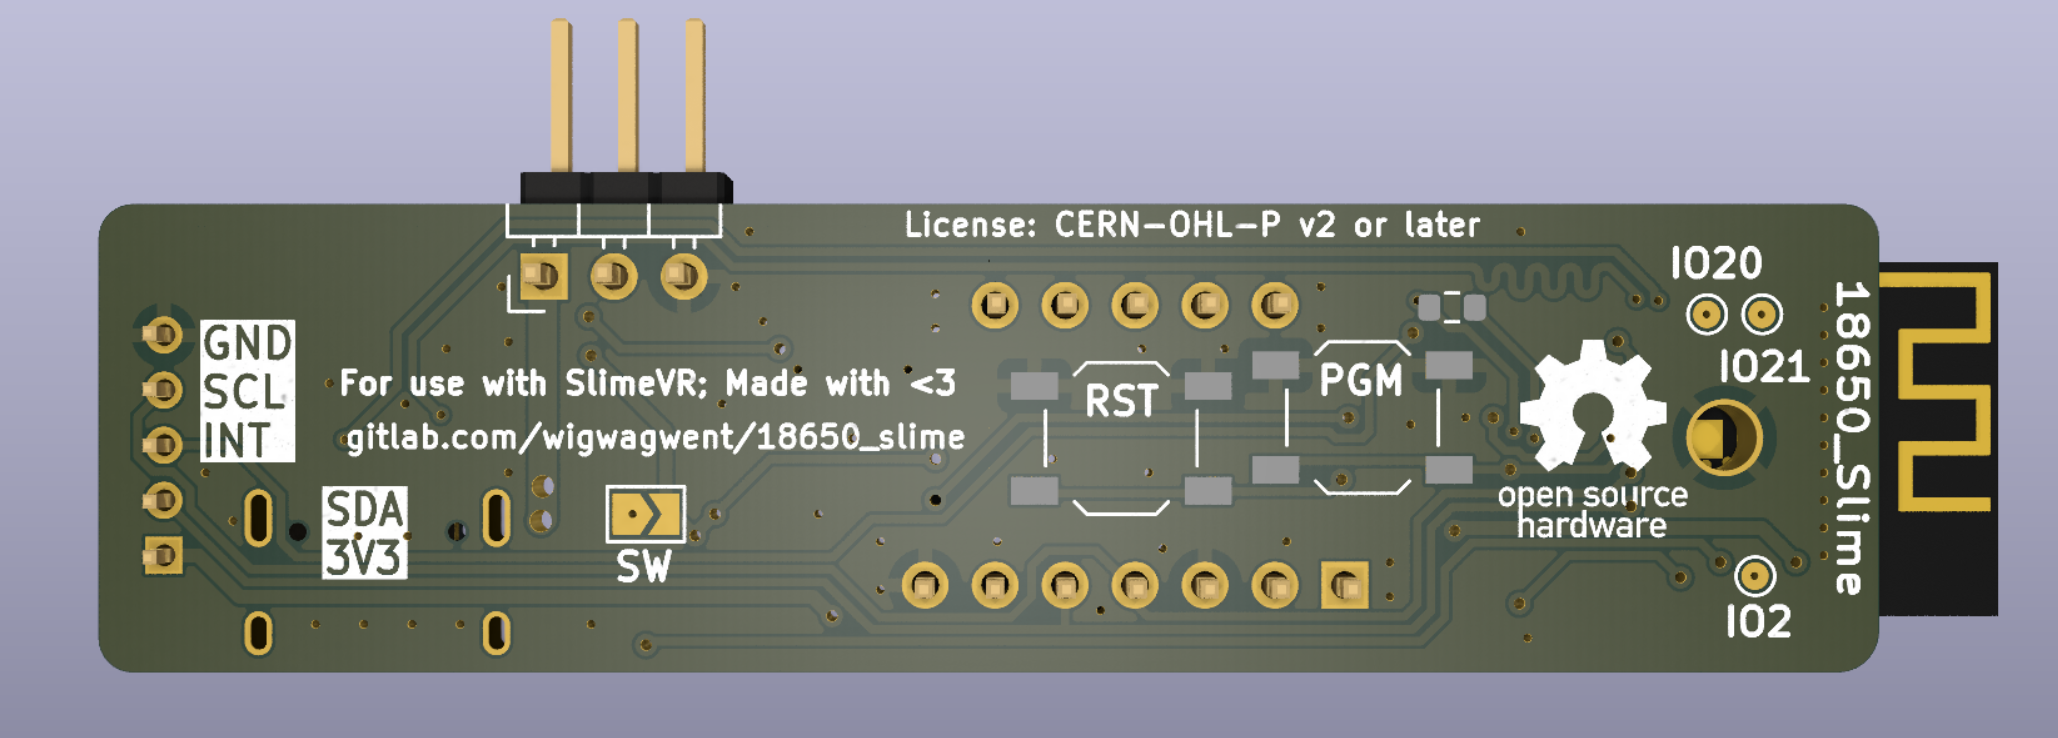 License: CERN-OHL-P v2 or later
IO20
IO21
GND
SCL
INT
SDA
3V3
For use with SlimeVR; Made with <3
gitlab.com/wigwagwent/18650_slime
SW
RST
PGM
open source
hardware
18650_Slime
IO2